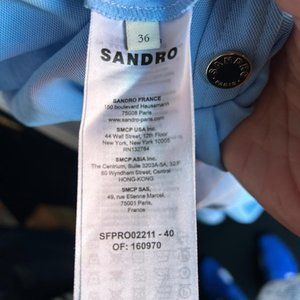 36
SANDRO
SANDRO FRANCE
150 boulevard Haussmann
75008 Paris
www.sandro-paris.com
SMCP USA Inc.
44 Wall Street, 12th Floor
New York, New York 10005
RN132784
SMCP ASIA Inc.
The Centrium, Suite 3203A-5A, 32/F
60 Wyndham Street, Central
HONG-KONG
SMCP SAS,
49, rue Etienne Marcel,
75001 Paris,
France
SFPRO02211 - 40
OF: 160970
SANDRO
PARIS